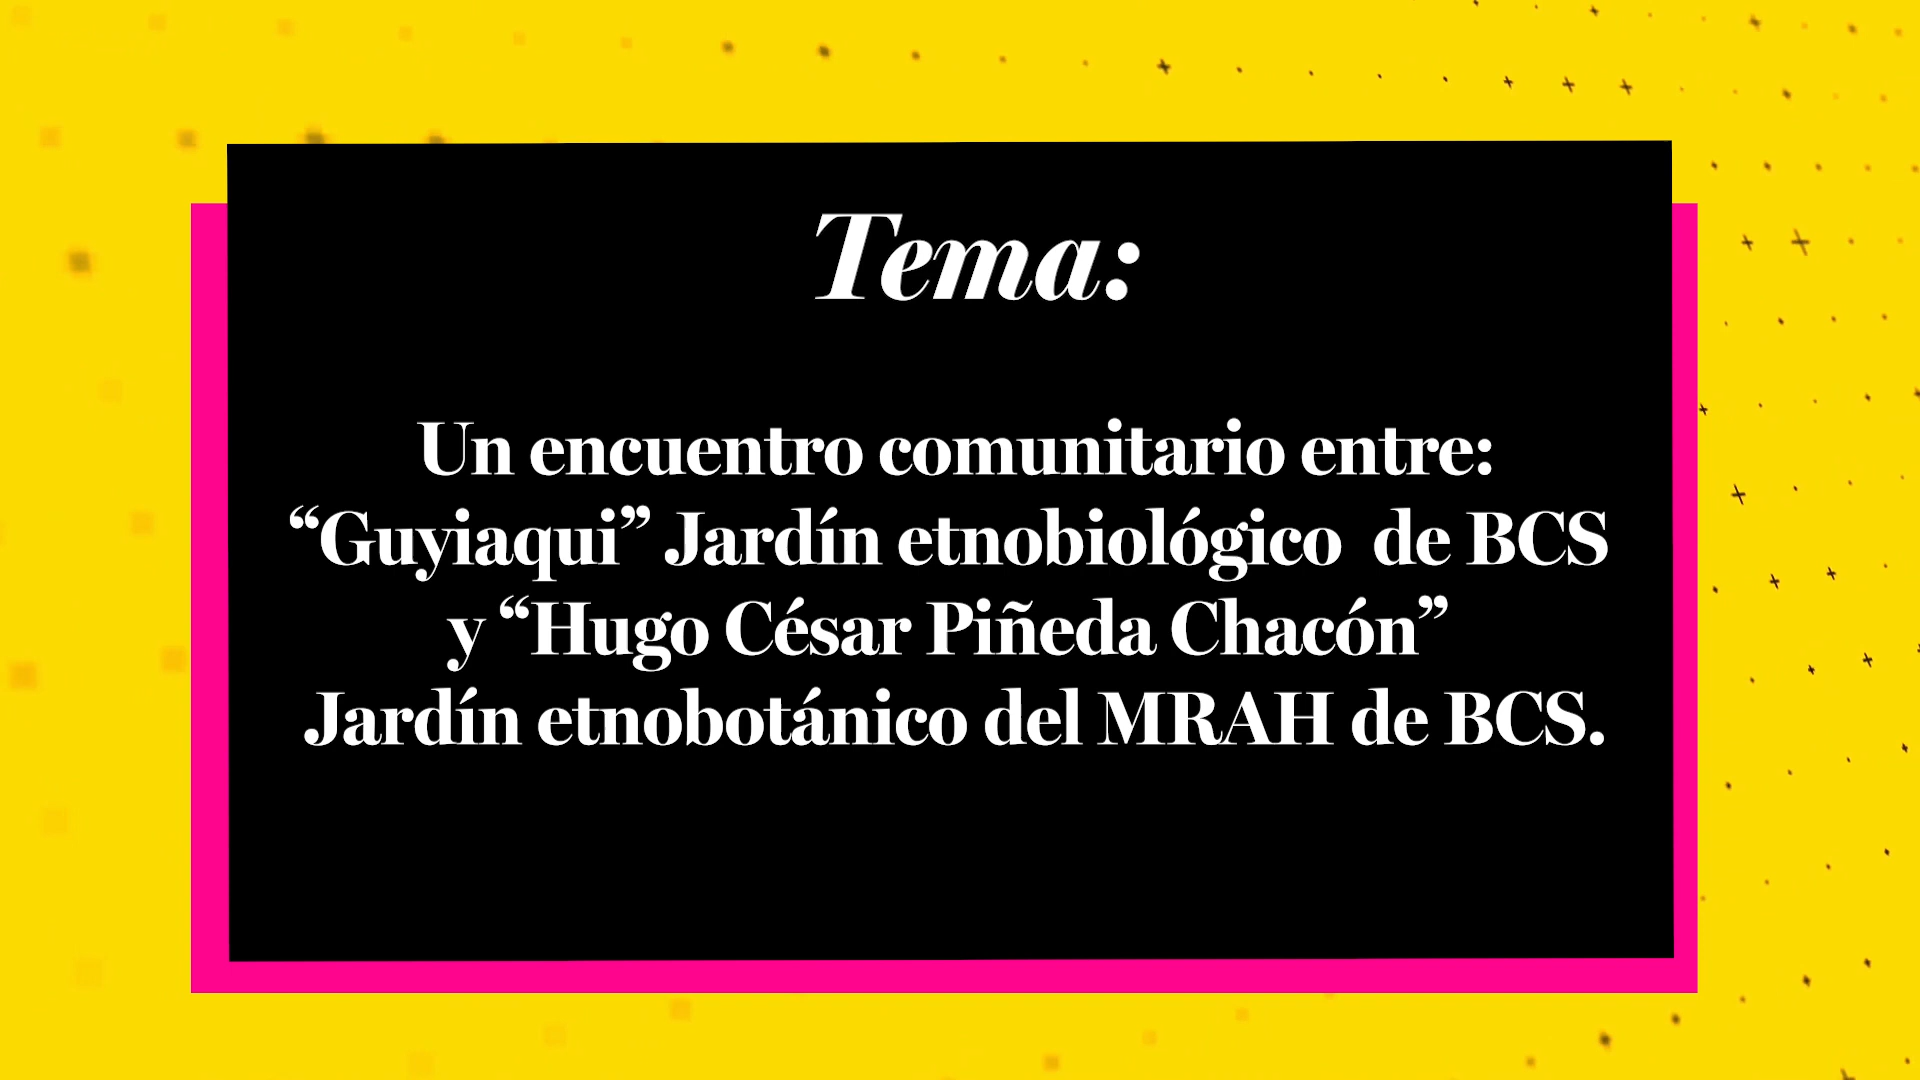 Tema:
Un encuentro comunitario entre:
“Guyiaqui” Jardín etnobiológico  de BCS
y “Hugo César Piñeda Chacón”
Jardín etnobotánico del MRAH de BCS.